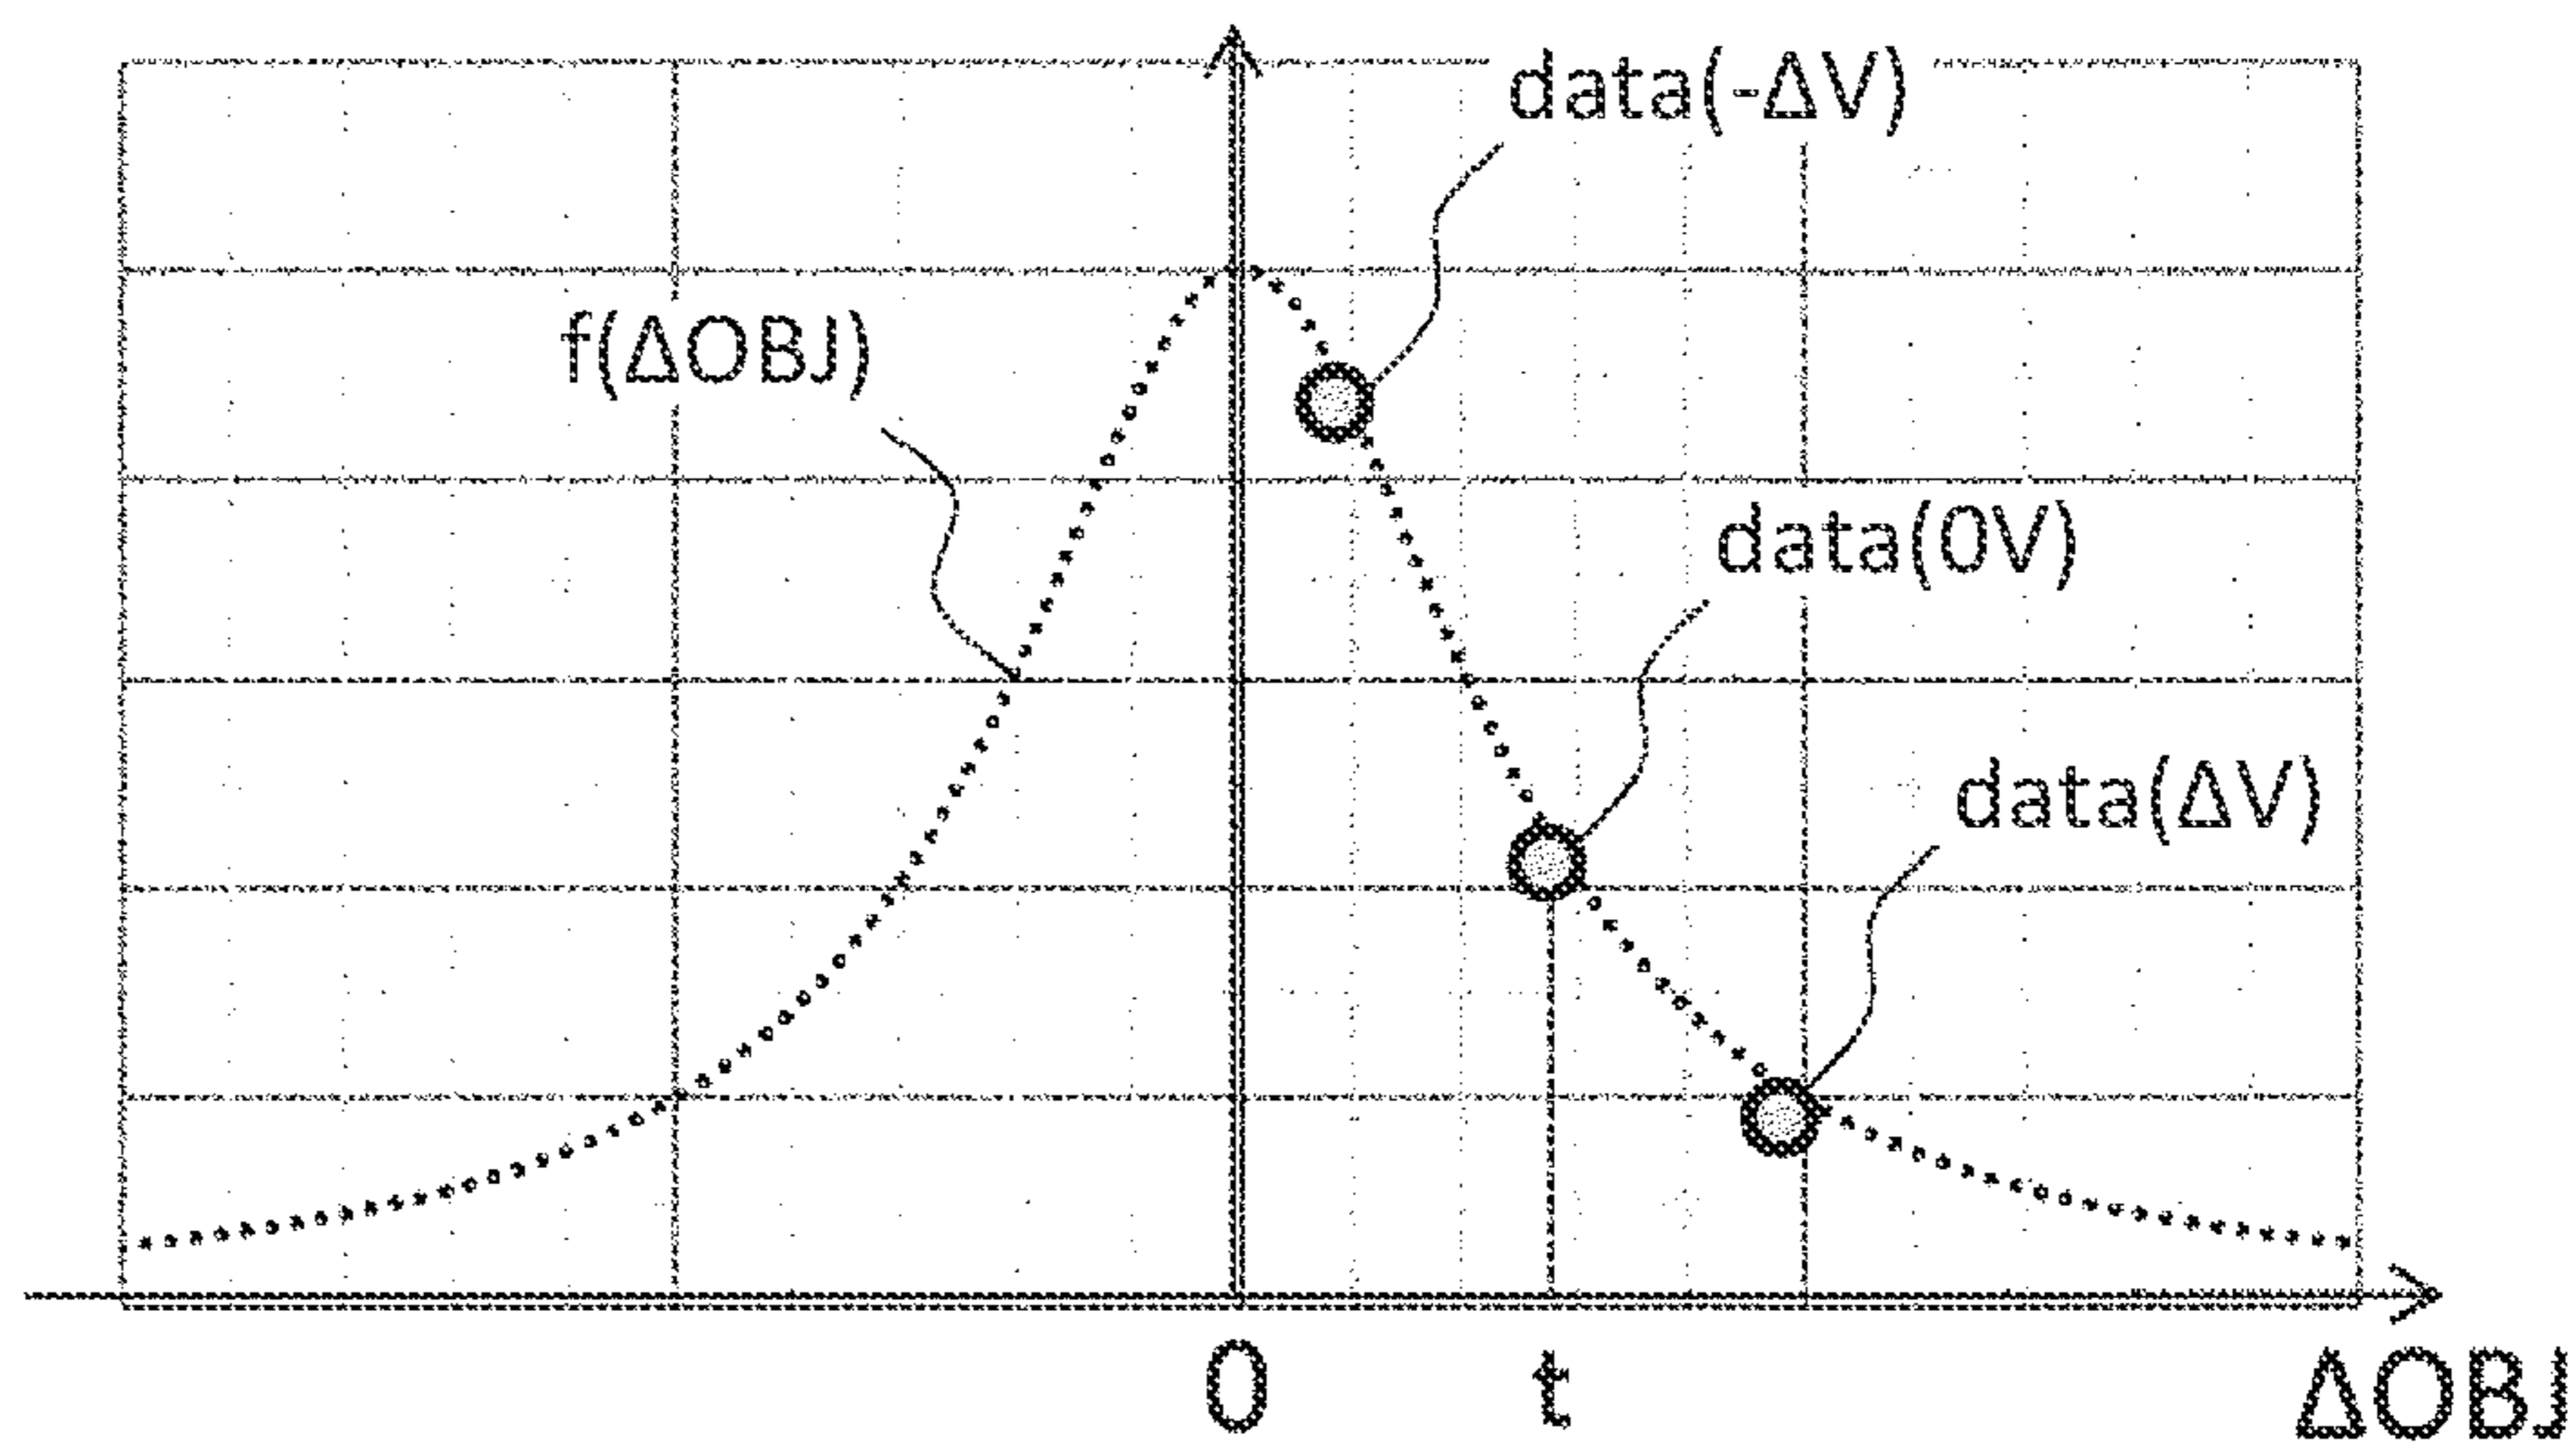 data(-ΔV)
f(ΔOBJ)
data(0V)
data(ΔV)
0
t
ΔOBJ